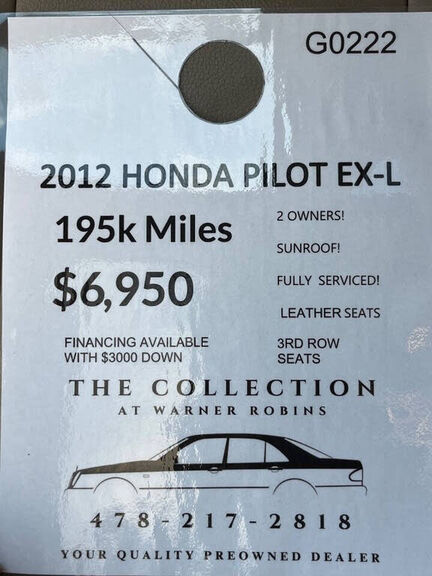 G0222
2012 HONDA PILOT EX-L
195k Miles
$6,950
2 OWNERS!
SUNROOF!
FULLY SERVICED!
LEATHER SEATS
FINANCING AVAILABLE
WITH $3000 DOWN
3RD ROW
SEATS
THE COLLECTION
AT WARNER ROBINS
478-217-2818
YOUR QUALITY PREOWNED DEALER